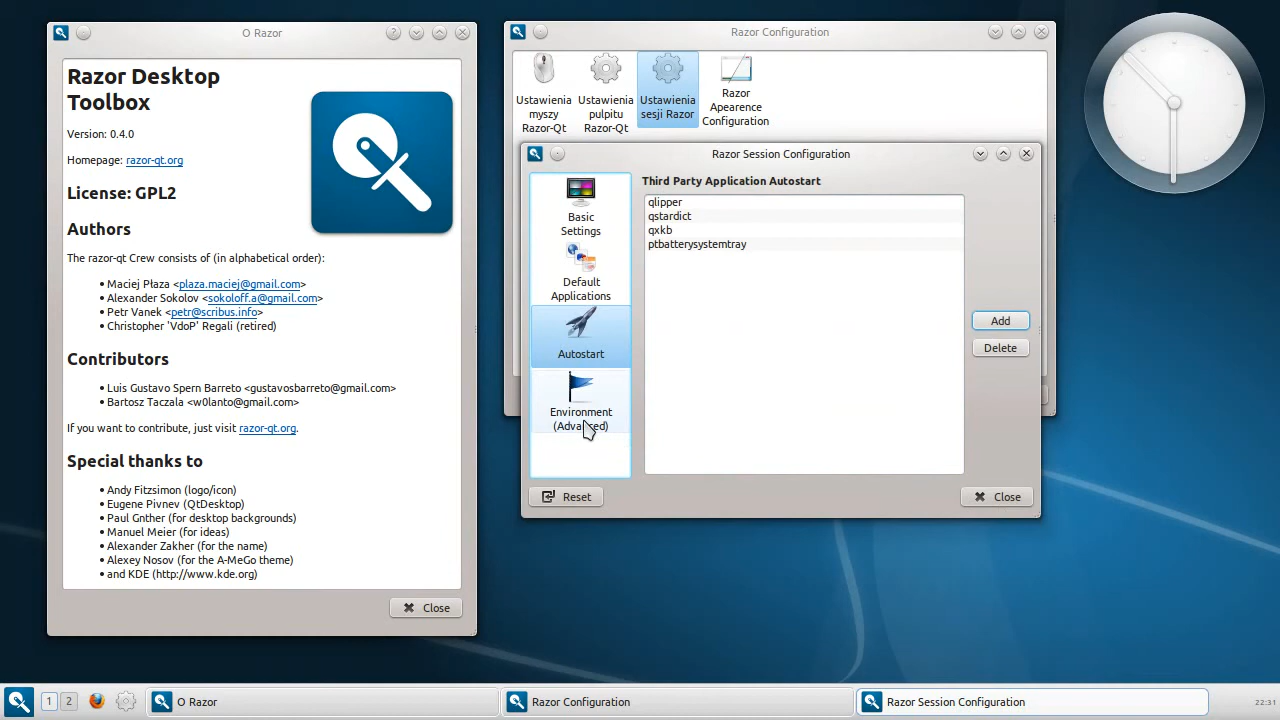 O Razor
Razor Desktop
Toolbox
Version: 0.4.0
Homepage: razor-qt.org
License: GPL2
Authors
The razor-qt Crew consists of (in alphabetical order):
• Maciej Płaza <plaza.maciej@gmail.com>
• Alexander Sokolov <sokoloff.a@gmail.com>
• Petr Vanek <petr@scribus.info>
• Christopher 'VdoP' Regali (retired)
Contributors
• Luis Gustavo Spern Barreto <gustavosbarreto@gmail.com>
• Bartosz Taczala <w0lanto@gmail.com>
If you want to contribute, just visit razor-qt.org.
Special thanks to
• Andy Fitzsimon (logo/icon)
• Eugene Pivnev (QtDesktop)
• Paul Gnther (for desktop backgrounds)
• Manuel Meier (for ideas)
• Alexander Zakher (for the name)
• Alexey Nosov (for the A-MeGo theme)
• and KDE (http://www.kde.org)
Close
Razor Configuration
Ustawienia
myszy
Razor-Qt
Ustawienia
pulpitu
Razor-Qt
Ustawienia
sesji Razor
Razor
Apearence
Configuration
Razor Session Configuration
Basic
Settings
Default
Applications
Autostart
Environment
(Advanced)
Third Party Application Autostart
qlipper
qstardict
qxkb
ptbatterysystemtray
Add
Delete
Reset
Close
1 2
O Razor
Razor Configuration
Razor Session Configuration
22:31